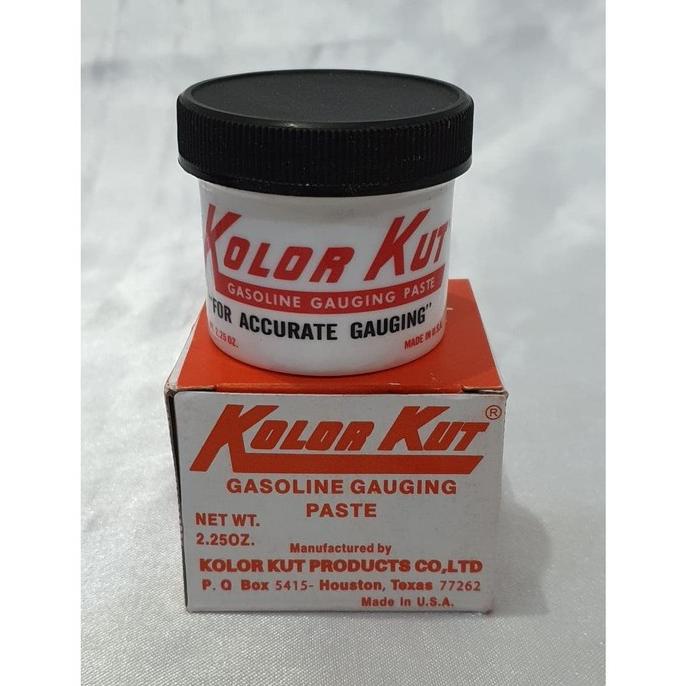 KOLOR KUT
GASOLINE GAUGING PASTE
"FOR ACCURATE GAUGING"
2.25 OZ.
MADE IN U.S.A.
KOLOR KUT ®
GASOLINE GAUGING
PASTE
NET WT.
2.25OZ.
Manufactured by
KOLOR KUT PRODUCTS CO,.LTD
P. O Box 5415- Houston, Texas 77262
Made In U.S.A.